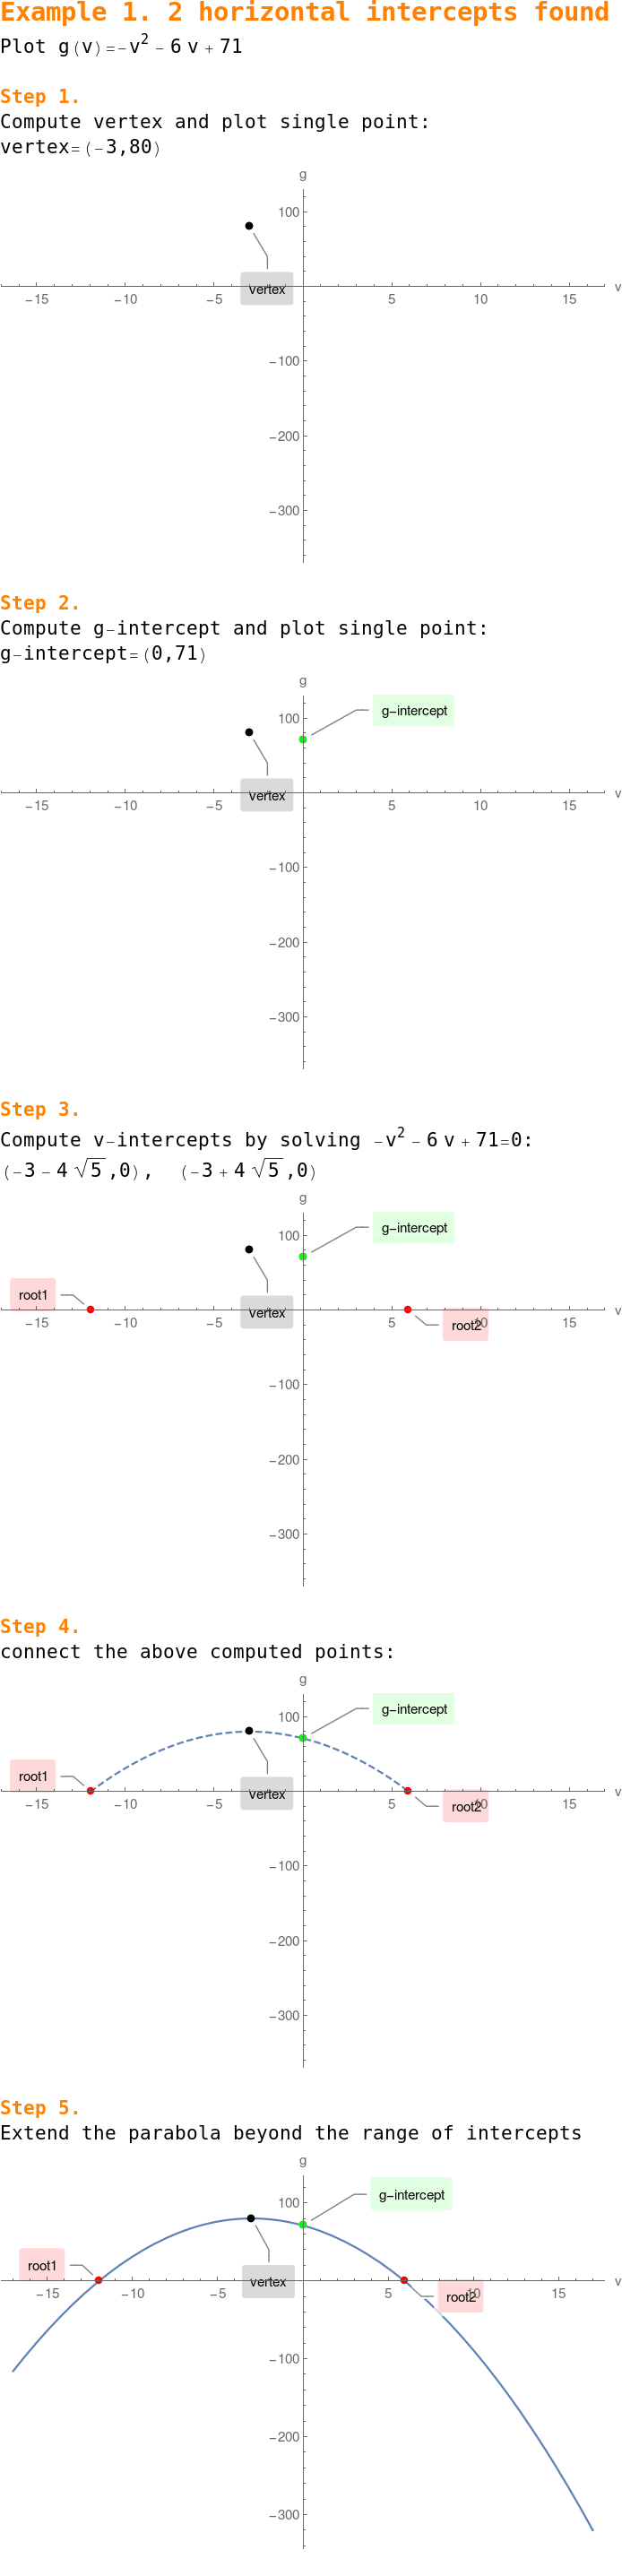 Example 1. 2 horizontal intercepts found
Plot g(v)=-v² - 6 v + 71
Step 1.
Compute vertex and plot single point:
vertex=(-3,80)
g
100
vertex
-15 -10 -5 5 10 15 v
-100
-200
-300
Step 2.
Compute g-intercept and plot single point:
g-intercept=(0,71)
g
g-intercept
100
vertex
-15 -10 -5 5 10 15 v
-100
-200
-300
Step 3.
Compute v-intercepts by solving -v² - 6 v + 71=0:
(-3 - 4 √5 ,0), (-3 + 4 √5 ,0)
g
g-intercept
100
root1
vertex
root2
-15 -10 -5 5 10 15 v
-100
-200
-300
Step 4.
connect the above computed points:
g
g-intercept
100
root1
vertex
root2
-15 -10 -5 5 10 15 v
-100
-200
-300
Step 5.
Extend the parabola beyond the range of intercepts
g
g-intercept
100
root1
vertex
root2
-15 -10 -5 5 10 15 v
-100
-200
-300